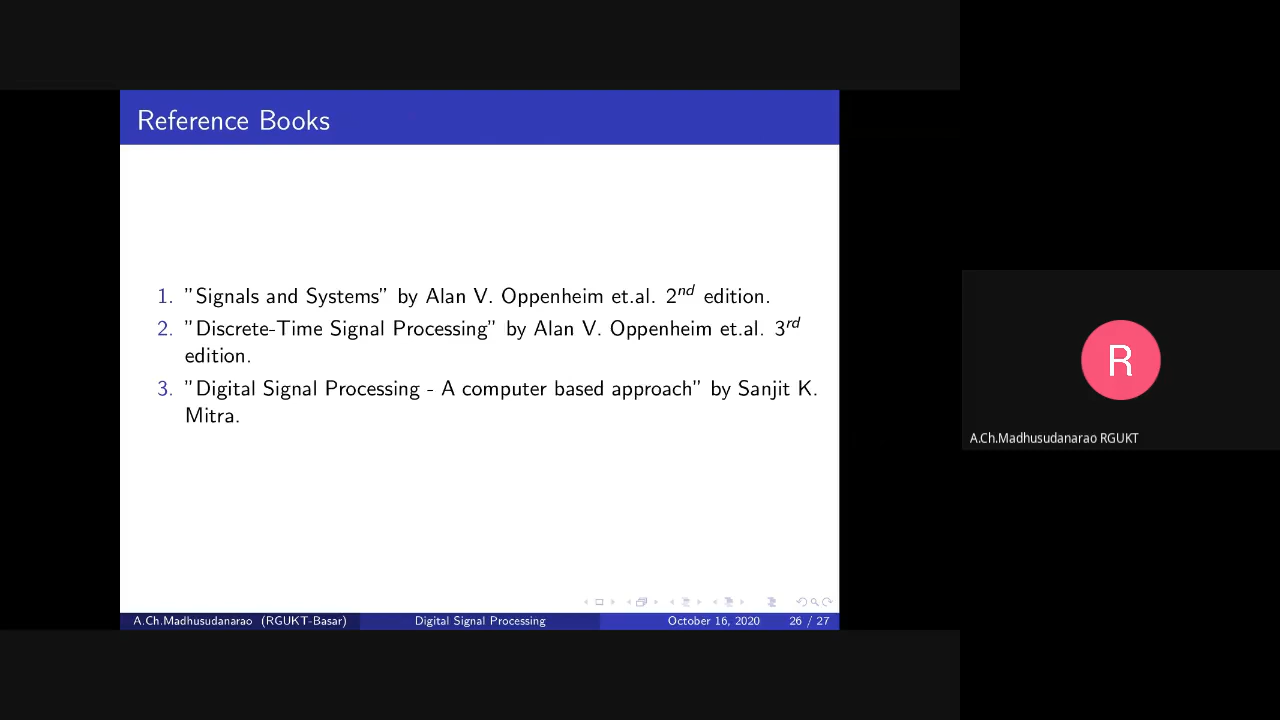 Reference Books
1. "Signals and Systems" by Alan V. Oppenheim et.al. 2nd edition.
2. "Discrete-Time Signal Processing" by Alan V. Oppenheim et.al. 3rd
edition.
3. "Digital Signal Processing - A computer based approach" by Sanjit K.
Mitra.
A.Ch.Madhusudanarao (RGUKT-Basar) Digital Signal Processing October 16, 2020 26 / 27
R
A.Ch.Madhusudanarao RGUKT